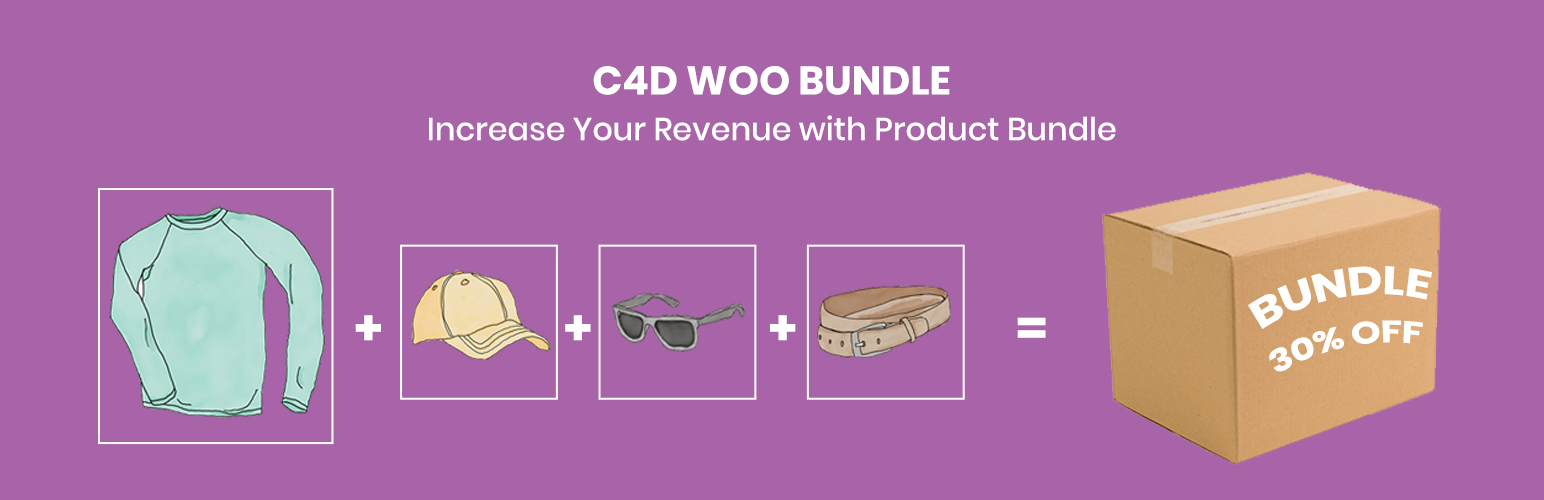 C4D WOO BUNDLE
Increase Your Revenue with Product Bundle
+ + + =
BUNDLE
30% OFF